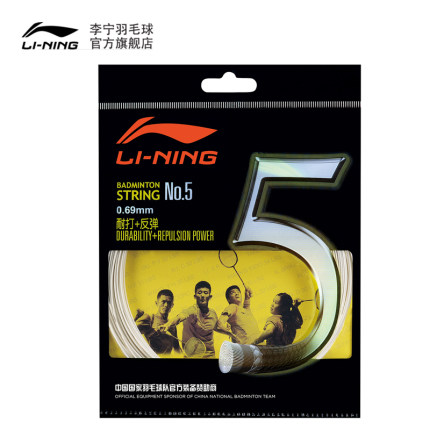 LI-NING
李宁羽毛球
官方旗舰店
LI-NING
BADMINTON
STRING No.5
0.69mm
耐打+反弹
DURABILITY+REPULSION POWER
5
中国国家羽毛球队官方装备赞助商
OFFICIAL EQUIPMENT SPONSOR OF CHINA NATIONAL BADMINTON TEAM